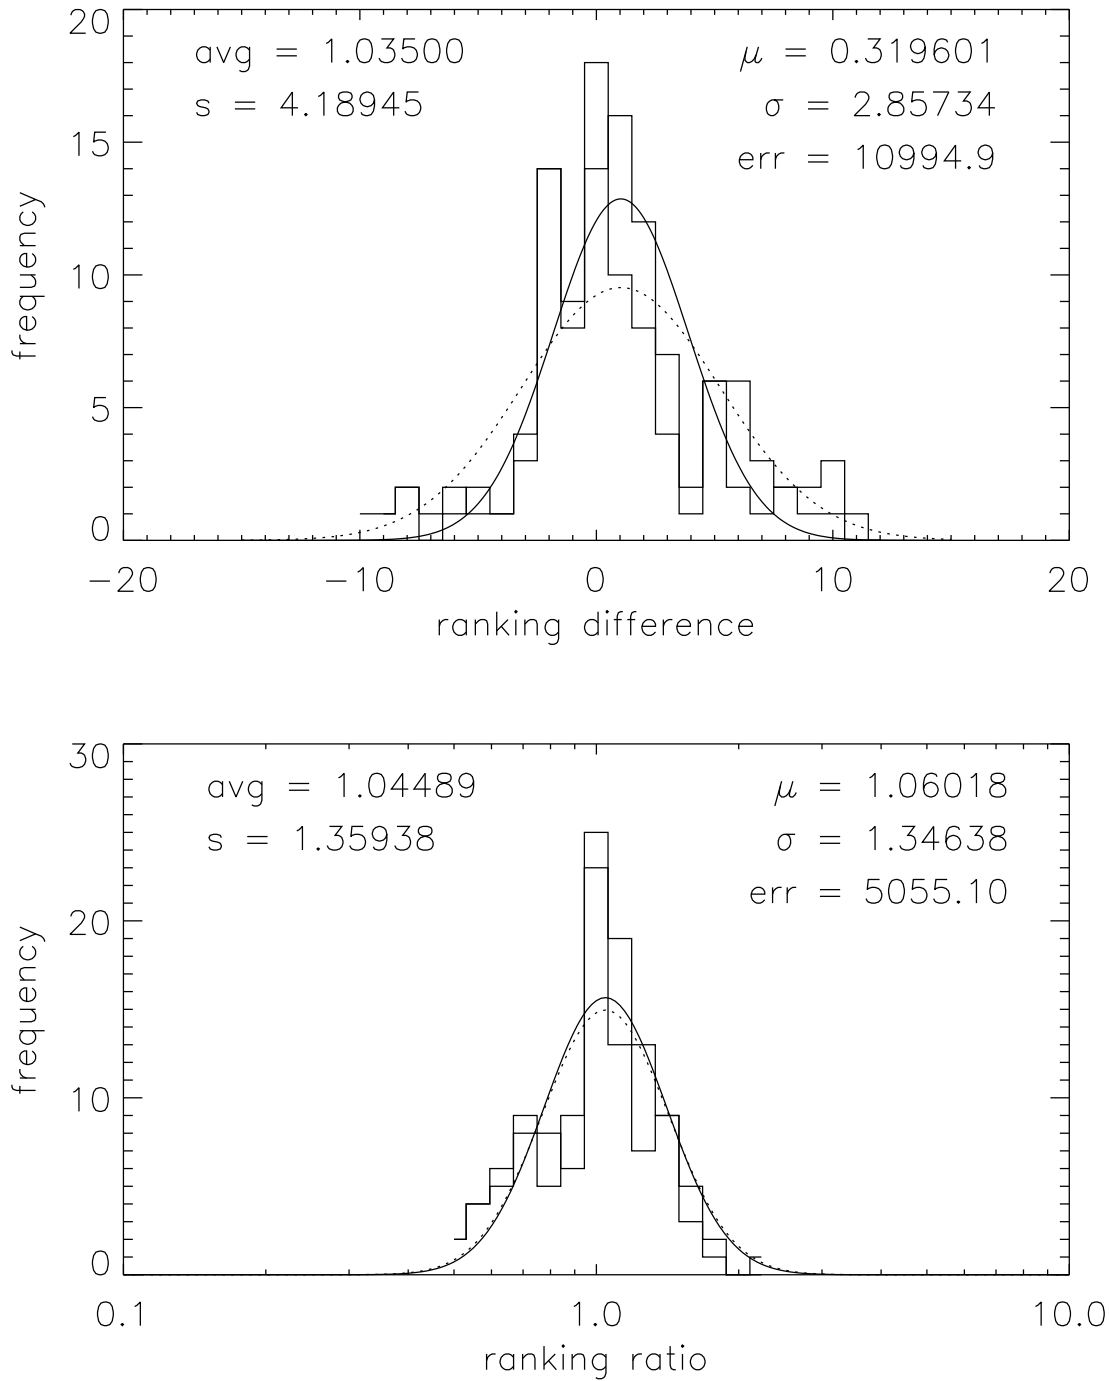 20
avg = 1.03500
μ = 0.319601
s = 4.18945
σ = 2.85734
15
err = 10994.9
frequency
10
5
0
−20 −10 0 10 20
ranking difference
30
avg = 1.04489
μ = 1.06018
s = 1.35938
σ = 1.34638
err = 5055.10
20
frequency
10
0
0.1 1.0 10.0
ranking ratio